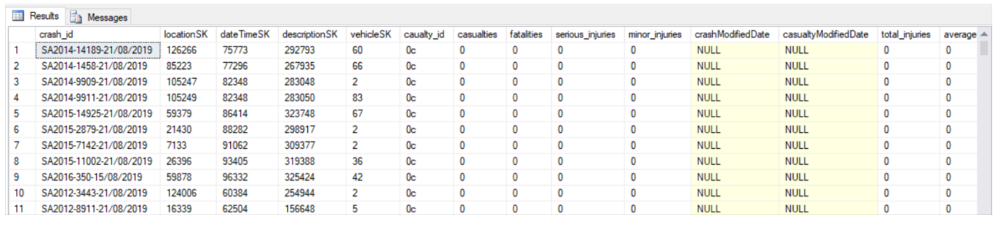 Results Messages
crash_id locationSK dateTimeSK descriptionSK vehicleSK caualty_id casualties fatalities serious_injuries minor_injuries crashModifiedDate casualtyModifiedDate total_injuries average
1 SA2014-14189-21/08/2019 126266 75773 292793 60 0c 0 0 0 0 NULL NULL 0 0
2 SA2014-1458-21/08/2019 85223 77296 267935 66 0c 0 0 0 0 NULL NULL 0 0
3 SA2014-9909-21/08/2019 105247 82348 283048 2 0c 0 0 0 0 NULL NULL 0 0
4 SA2014-9911-21/08/2019 105249 82348 283050 83 0c 0 0 0 0 NULL NULL 0 0
5 SA2015-14925-21/08/2019 59379 86414 323748 67 0c 0 0 0 0 NULL NULL 0 0
6 SA2015-2879-21/08/2019 21430 88282 298917 2 0c 0 0 0 0 NULL NULL 0 0
7 SA2015-7142-21/08/2019 7133 91062 309377 2 0c 0 0 0 0 NULL NULL 0 0
8 SA2015-11002-21/08/2019 26396 93405 319388 36 0c 0 0 0 0 NULL NULL 0 0
9 SA2016-350-15/08/2019 59878 96332 325424 42 0c 0 0 0 0 NULL NULL 0 0
10 SA2012-3443-21/08/2019 124006 60384 254944 2 0c 0 0 0 0 NULL NULL 0 0
11 SA2012-8911-21/08/2019 16339 62504 156648 5 0c 0 0 0 0 NULL NULL 0 0